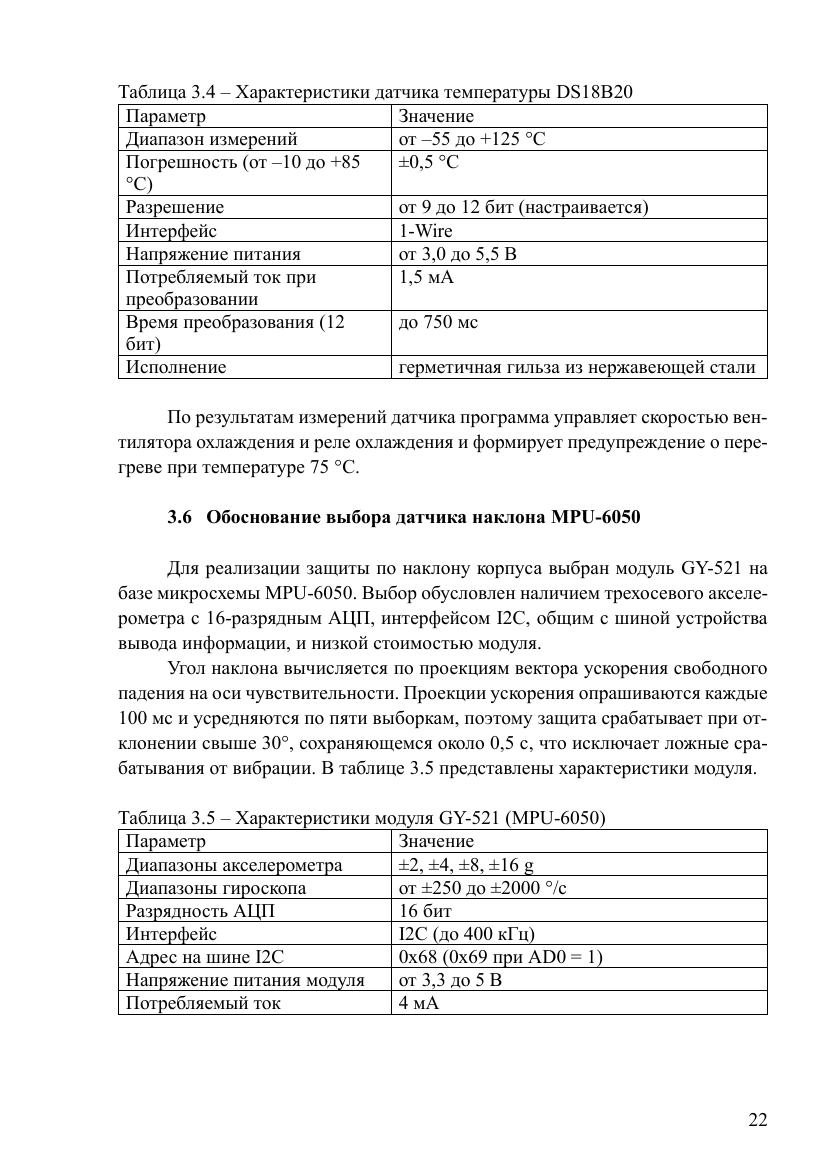 Таблица 3.4 – Характеристики датчика температуры DS18B20
Параметр Значение
Диапазон измерений от –55 до +125 °C
Погрешность (от –10 до +85 ±0,5 °C
°C)
Разрешение от 9 до 12 бит (настраивается)
Интерфейс 1-Wire
Напряжение питания от 3,0 до 5,5 В
Потребляемый ток при 1,5 мА
преобразовании
Время преобразования (12 до 750 мс
бит)
Исполнение герметичная гильза из нержавеющей стали
По результатам измерений датчика программа управляет скоростью вен-
тилятора охлаждения и реле охлаждения и формирует предупреждение о пере-
греве при температуре 75 °C.
3.6 Обоснование выбора датчика наклона MPU-6050
Для реализации защиты по наклону корпуса выбран модуль GY-521 на
базе микросхемы MPU-6050. Выбор обусловлен наличием трехосевого акселе-
рометра с 16-разрядным АЦП, интерфейсом I2C, общим с шиной устройства
вывода информации, и низкой стоимостью модуля.
Угол наклона вычисляется по проекциям вектора ускорения свободного
падения на оси чувствительности. Проекции ускорения опрашиваются каждые
100 мс и усредняются по пяти выборкам, поэтому защита срабатывает при от-
клонении свыше 30°, сохраняющемся около 0,5 с, что исключает ложные сра-
батывания от вибрации. В таблице 3.5 представлены характеристики модуля.
Таблица 3.5 – Характеристики модуля GY-521 (MPU-6050)
Параметр Значение
Диапазоны акселерометра ±2, ±4, ±8, ±16 g
Диапазоны гироскопа от ±250 до ±2000 °/с
Разрядность АЦП 16 бит
Интерфейс I2C (до 400 кГц)
Адрес на шине I2C 0x68 (0x69 при AD0 = 1)
Напряжение питания модуля от 3,3 до 5 В
Потребляемый ток 4 мА
22